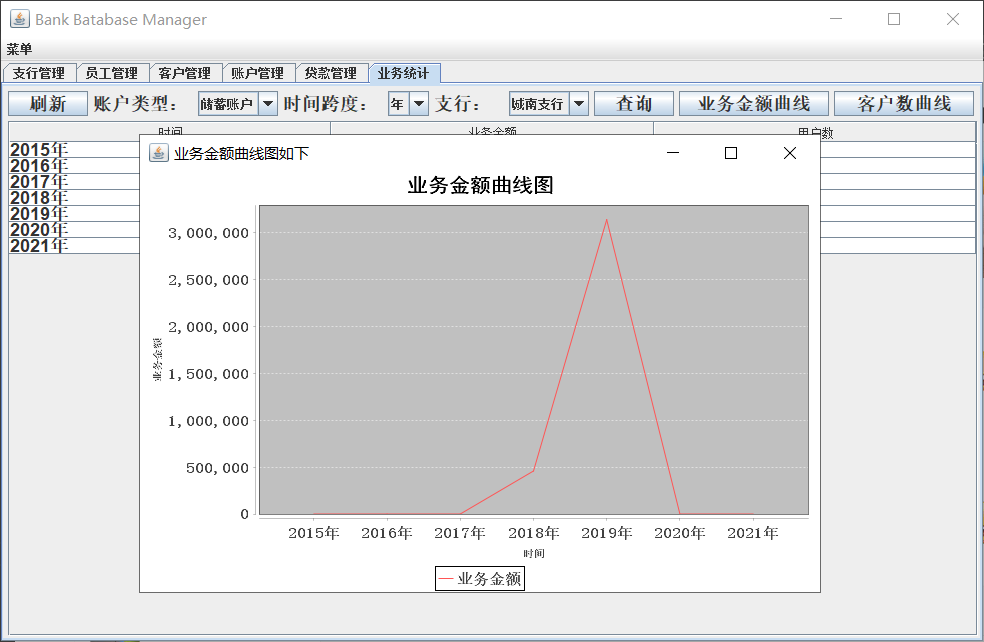 Bank Batabase Manager
菜单
支行管理 员工管理 客户管理 账户管理 贷款管理 业务统计
刷新 账户类型： 储蓄账户 时间跨度： 年 支行： 城南支行 查询 业务金额曲线 客户数曲线
时间 业务金额 用户数
2015年
2016年
2017年
2018年
2019年
2020年
2021年
业务金额曲线图如下
业务金额曲线图
3,000,000
2,500,000
2,000,000
1,500,000
1,000,000
500,000
0
业务金额
2015年 2016年 2017年 2018年 2019年 2020年 2021年
时间
业务金额